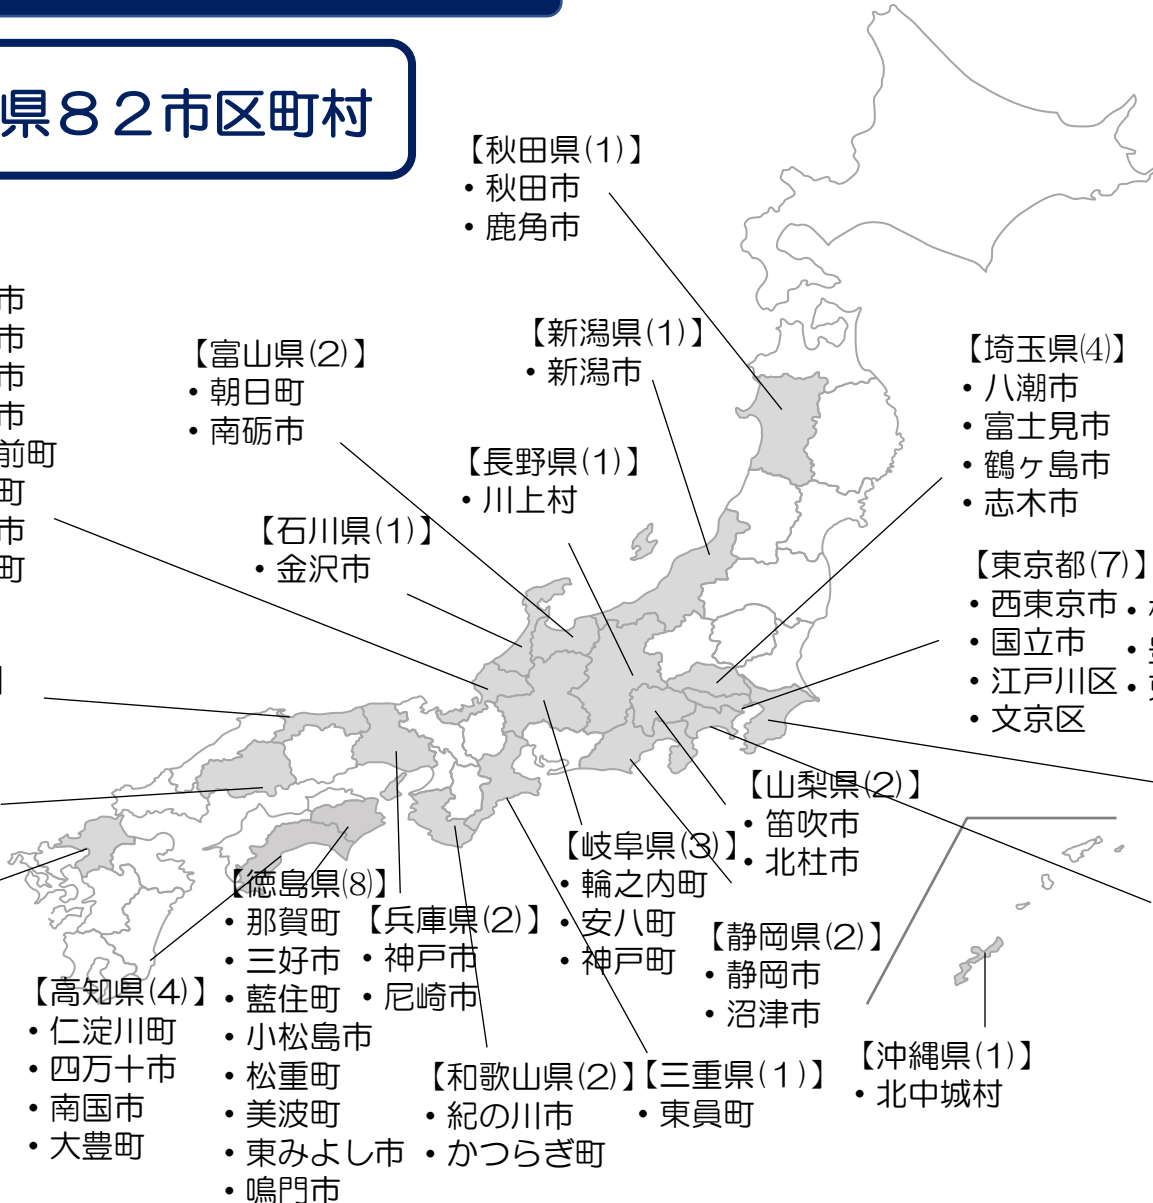 県８２市区町村
【秋田県(1)】
・秋田市
・鹿角市
市
市
市
市
前町
町
市
町
【富山県(2)】
・朝日町
・南砺市
【新潟県(1)】
・新潟市
【長野県(1)】
・川上村
【石川県(1)】
・金沢市
【埼玉県(4)】
・八潮市
・富士見市
・鶴ヶ島市
・志木市
【東京都(7)】
・西東京市・
・国立市 ・
・江戸川区・
・文京区
【山梨県(2)】
・笛吹市
・北杜市
【岐阜県(3)】
・輪之内町
・安八町
・神戸町
【静岡県(2)】
・静岡市
・沼津市
【徳島県(8)】
・那賀町
・三好市
・藍住町
・小松島市
・松重町
・美波町
・東みよし市
・鳴門市
【兵庫県(2)】
・神戸市
・尼崎市
【高知県(4)】
・仁淀川町
・四万十市
・南国市
・大豊町
【和歌山県(2)】
・紀の川市
・かつらぎ町
【三重県(1)】
・東員町
【沖縄県(1)】
・北中城村